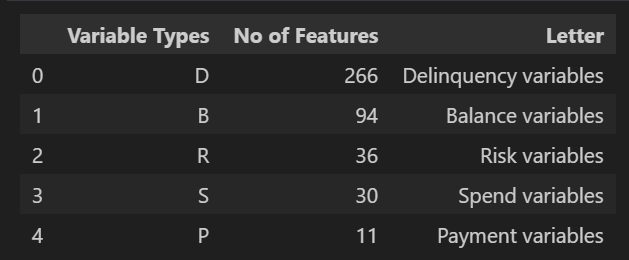 Variable Types No of Features Letter
0 D 266 Delinquency variables
1 B 94 Balance variables
2 R 36 Risk variables
3 S 30 Spend variables
4 P 11 Payment variables